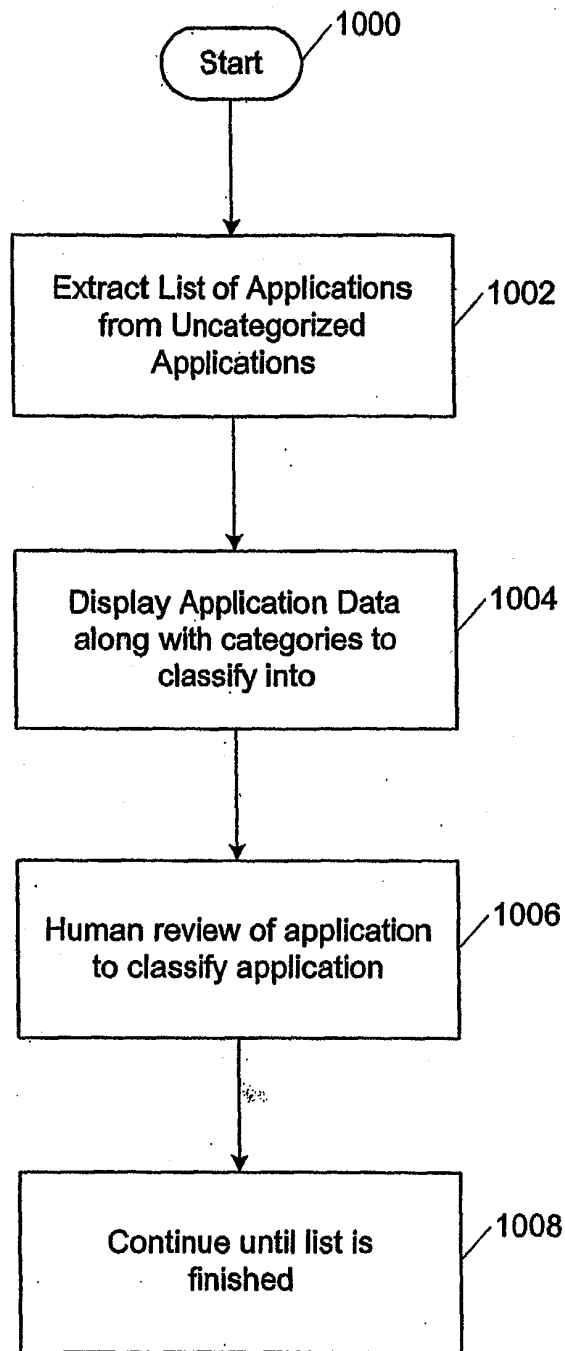 1000
Start
Extract List of Applications
from Uncategorized
Applications
1002
Display Application Data
along with categories to
classify into
1004
Human review of application
to classify application
1006
Continue until list is
finished
1008